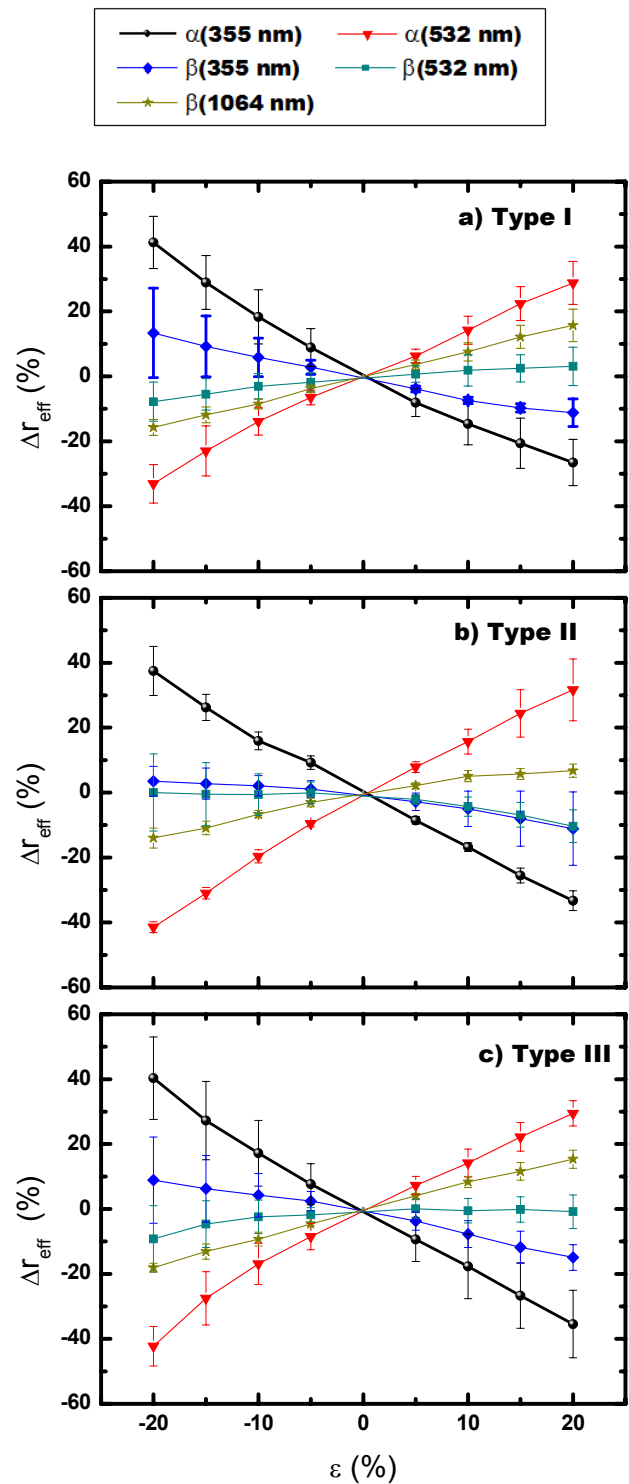 α(355 nm) α(532 nm)
β(355 nm) β(532 nm)
β(1064 nm)
a) Type I
60
40
20
0
-20
-40
-60
Δr_eff (%)
b) Type II
60
40
20
0
-20
-40
-60
Δr_eff (%)
c) Type III
60
40
20
0
-20
-40
-60
Δr_eff (%)
-20 -10 0 10 20
ε (%)